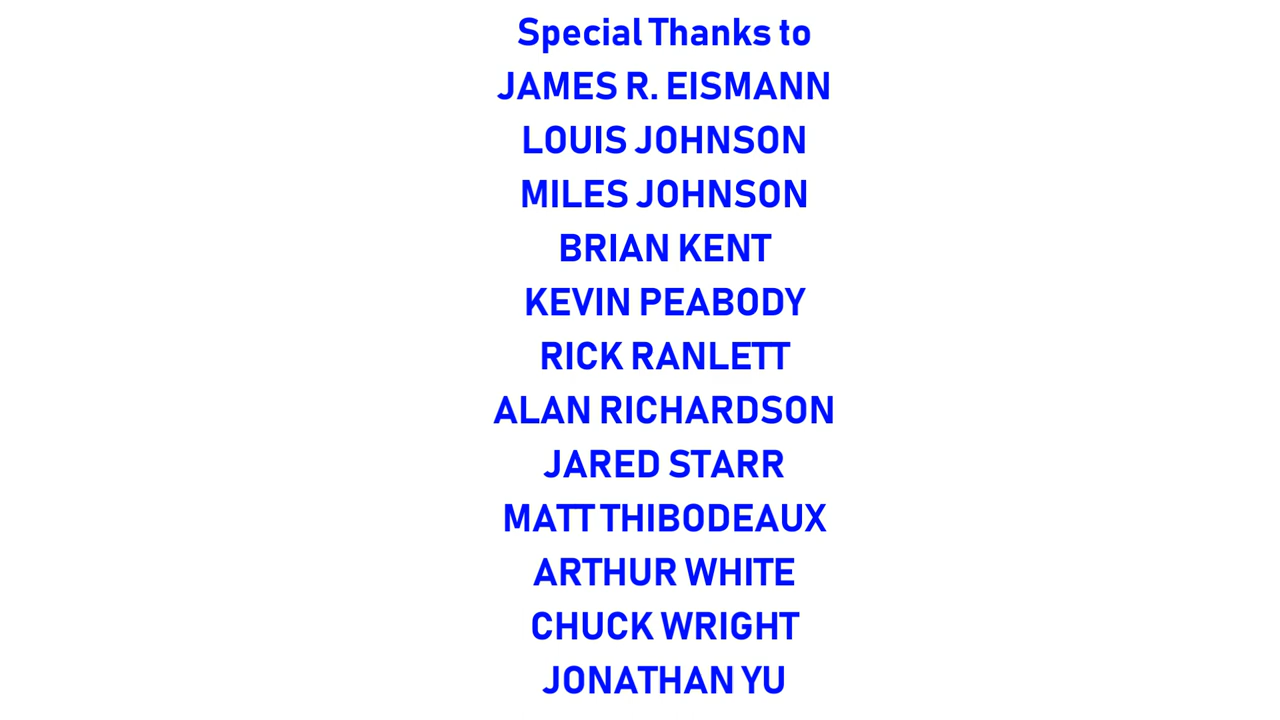 Special Thanks to
JAMES R. EISMANN
LOUIS JOHNSON
MILES JOHNSON
BRIAN KENT
KEVIN PEABODY
RICK RANLETT
ALAN RICHARDSON
JARED STARR
MATT THIBODEAUX
ARTHUR WHITE
CHUCK WRIGHT
JONATHAN YU